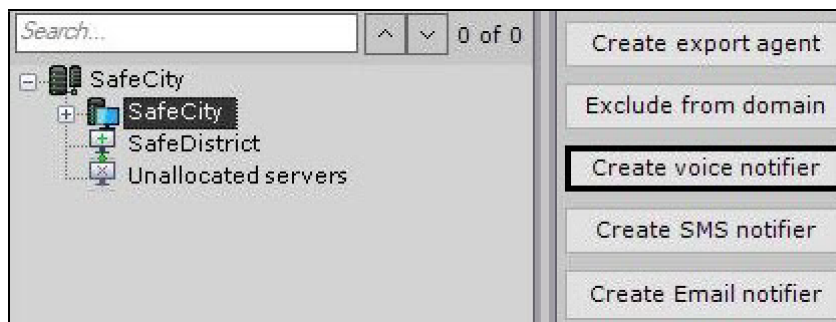 Search...
0 of 0
SafeCity
SafeCity
SafeDistrict
Unallocated servers
Create export agent
Exclude from domain
Create voice notifier
Create SMS notifier
Create Email notifier